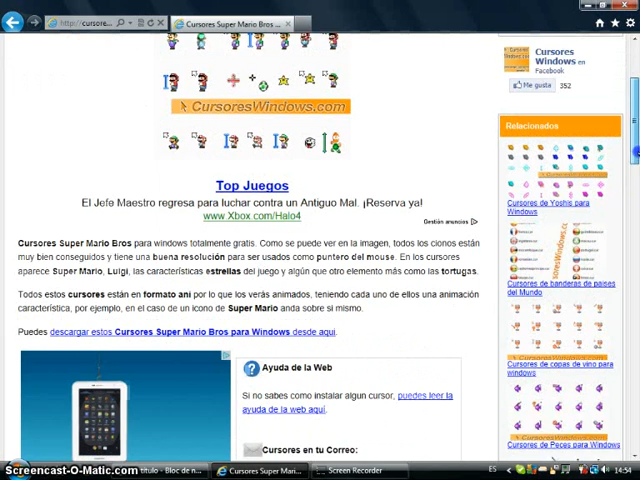 http://cursore...
Cursores Super Mario Bros ...
CursoresWindows.com
Cursores
Windows en
Facebook
Me gusta
352
Relacionados
Top Juegos
El Jefe Maestro regresa para luchar contra un Antiguo Mal. ¡Reserva ya!
www.Xbox.com/Halo4
Gestión anuncios
Cursores Super Mario Bros para windows totalmente gratis. Como se puede ver en la imagen, todos los cionos están
muy bien conseguidos y tiene una buena resolución para ser usados como puntero del mouse. En los cursores
aparece Super Mario, Luigi, las características estrellas del juego y algún que otro elemento más como las tortugas.
Todos estos cursores están en formato ani por lo que los verás animados, teniendo cada uno de ellos una animación
característica, por ejemplo, en el caso de un icono de Super Mario anda sobre si mismo.
Puedes descargar estos Cursores Super Mario Bros para Windows desde aqui.
Cursores de Yoshis para
Windows
Cursores de banderas de paises
del Mundo
Cursores de copas de vino para
windows
Cursores de Peces para Windows
Ayuda de la Web
Si no sabes como instalar algun cursor, puedes leer la
ayuda de la web aquí.
Cursores en tu Correo:
Screencast-O-Matic.com
título - Bloc de n...
Cursores Super Mari...
Screen Recorder
ES
14:54